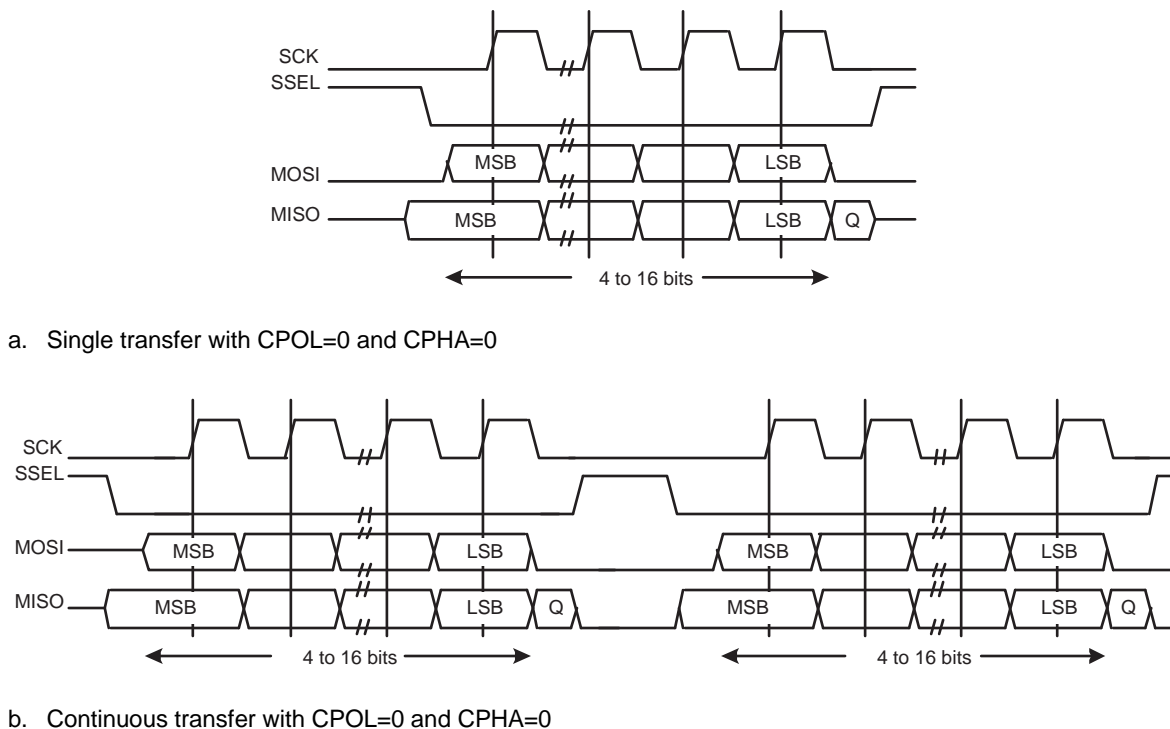 SCK
SSEL
MOSI MSB LSB
MISO MSB LSB Q
4 to 16 bits
a. Single transfer with CPOL=0 and CPHA=0
SCK
SSEL
MOSI MSB LSB MSB LSB
MISO MSB LSB Q MSB LSB Q
4 to 16 bits 4 to 16 bits
b. Continuous transfer with CPOL=0 and CPHA=0